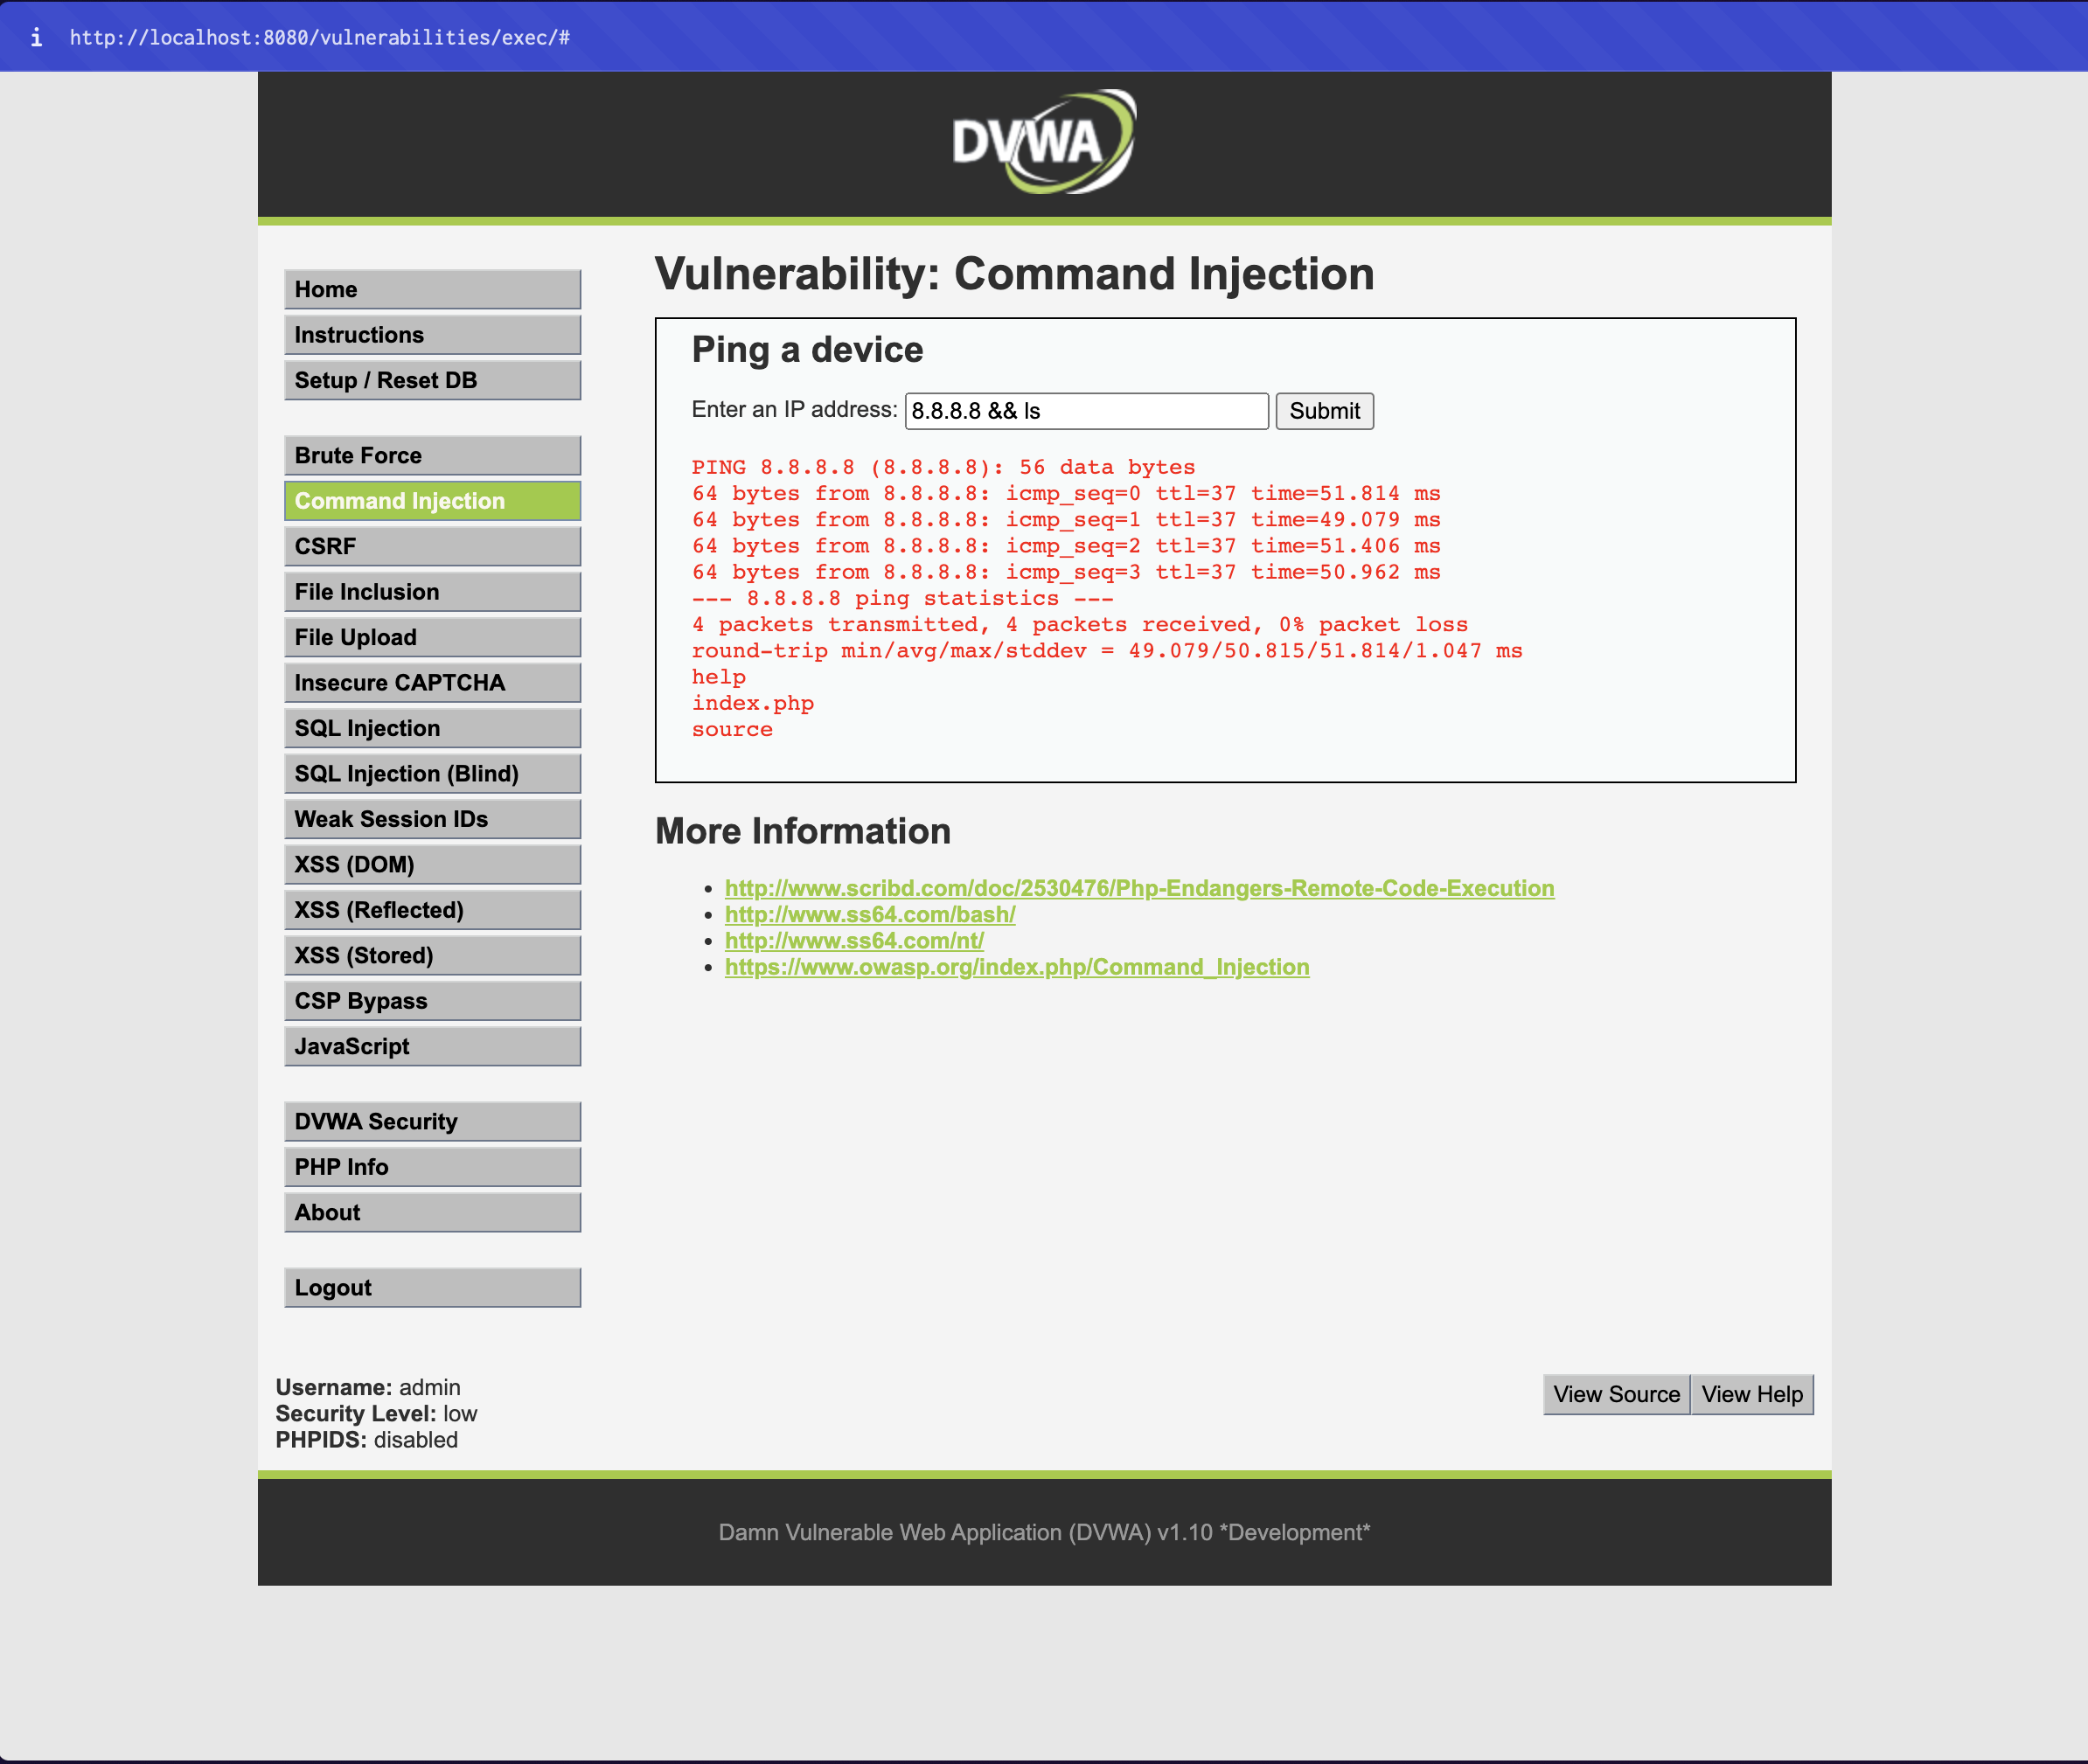 i http://localhost:8080/vulnerabilities/exec/#
DVWA
Home
Instructions
Setup / Reset DB
Brute Force
Command Injection
CSRF
File Inclusion
File Upload
Insecure CAPTCHA
SQL Injection
SQL Injection (Blind)
Weak Session IDs
XSS (DOM)
XSS (Reflected)
XSS (Stored)
CSP Bypass
JavaScript
DVWA Security
PHP Info
About
Logout
Vulnerability: Command Injection
Ping a device
Enter an IP address: 8.8.8.8 && ls Submit
PING 8.8.8.8 (8.8.8.8): 56 data bytes
64 bytes from 8.8.8.8: icmp_seq=0 ttl=37 time=51.814 ms
64 bytes from 8.8.8.8: icmp_seq=1 ttl=37 time=49.079 ms
64 bytes from 8.8.8.8: icmp_seq=2 ttl=37 time=51.406 ms
64 bytes from 8.8.8.8: icmp_seq=3 ttl=37 time=50.962 ms
--- 8.8.8.8 ping statistics ---
4 packets transmitted, 4 packets received, 0% packet loss
round-trip min/avg/max/stddev = 49.079/50.815/51.814/1.047 ms
help
index.php
source
More Information
• http://www.scribd.com/doc/2530476/Php-Endangers-Remote-Code-Execution
• http://www.ss64.com/bash/
• http://www.ss64.com/nt/
• https://www.owasp.org/index.php/Command_Injection
Username: admin
Security Level: low
PHPIDS: disabled
View Source View Help
Damn Vulnerable Web Application (DVWA) v1.10 *Development*